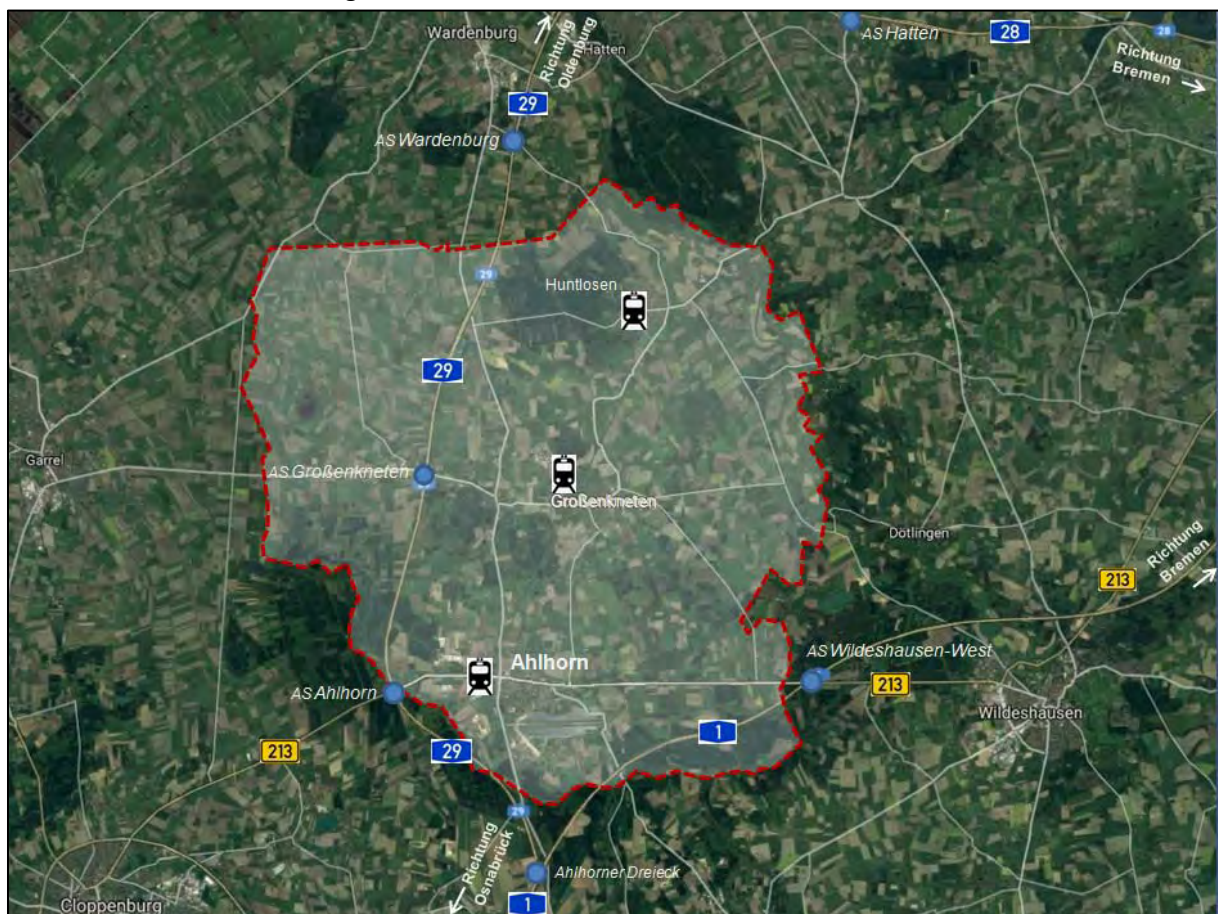 Wardenburg
Richtung
Oldenburg
Hatten
AS Hatten
28
28
Richtung
Bremen
29
AS Wardenburg
29
Huntlosen
29
Garrel
AS Großenkneten
Großenkneten
Dötlingen
Richtung
Bremen
213
Ahlhorn
AS Wildeshausen-West
AS Ahlhorn
213
Wildeshausen
213
29
1
29
Richtung
Osnabrück
Ahlhorner Dreieck
Cloppenburg
1